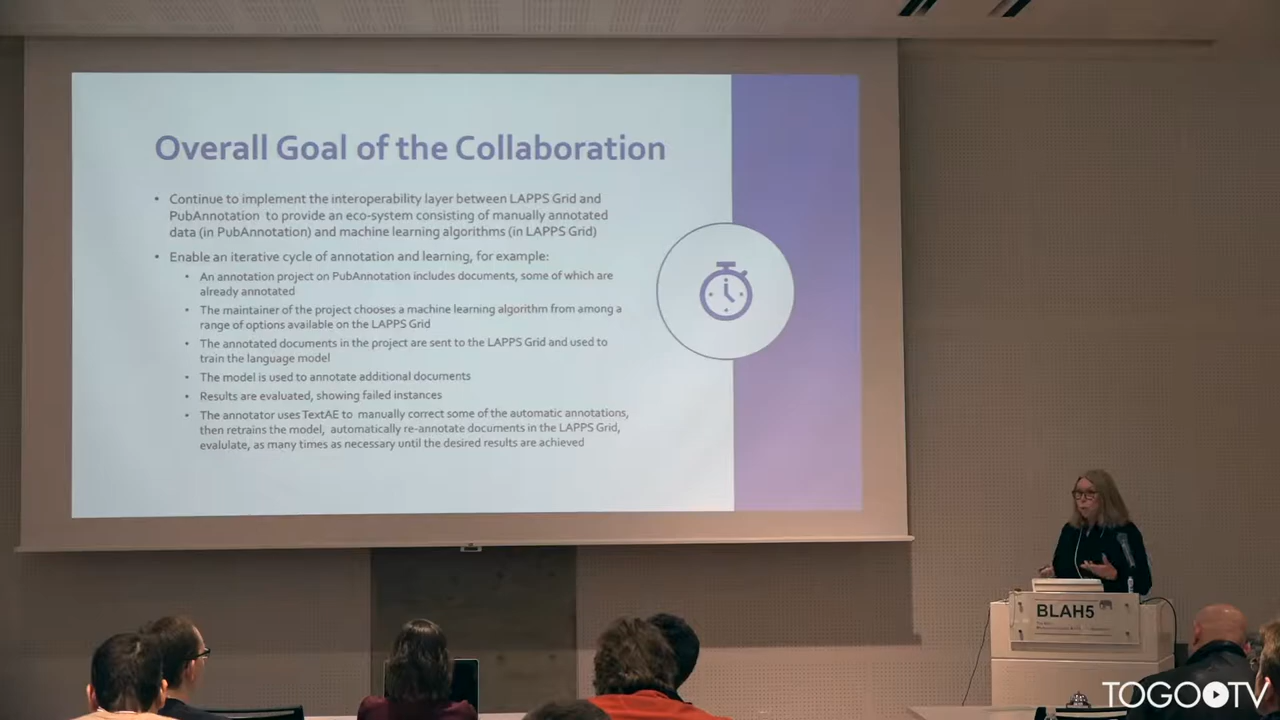 Overall Goal of the Collaboration
• Continue to implement the interoperability layer between LAPPS Grid and
PubAnnotation to provide an eco-system consisting of manually annotated
data (in PubAnnotation) and machine learning algorithms (in LAPPS Grid)
• Enable an iterative cycle of annotation and learning, for example:
• An annotation project on PubAnnotation includes documents, some of which are
already annotated
• The maintainer of the project chooses a machine learning algorithm from among a
range of options available on the LAPPS Grid
• The annotated documents in the project are sent to the LAPPS Grid and used to
train the language model
• The model is used to annotate additional documents
• Results are evaluated, showing failed instances
• The annotator uses TextAE to manually correct some of the automatic annotations,
then retrains the model, automatically re-annotate documents in the LAPPS Grid,
evalulate, as many times as necessary until the desired results are achieved
BLAH5
TOGOTV